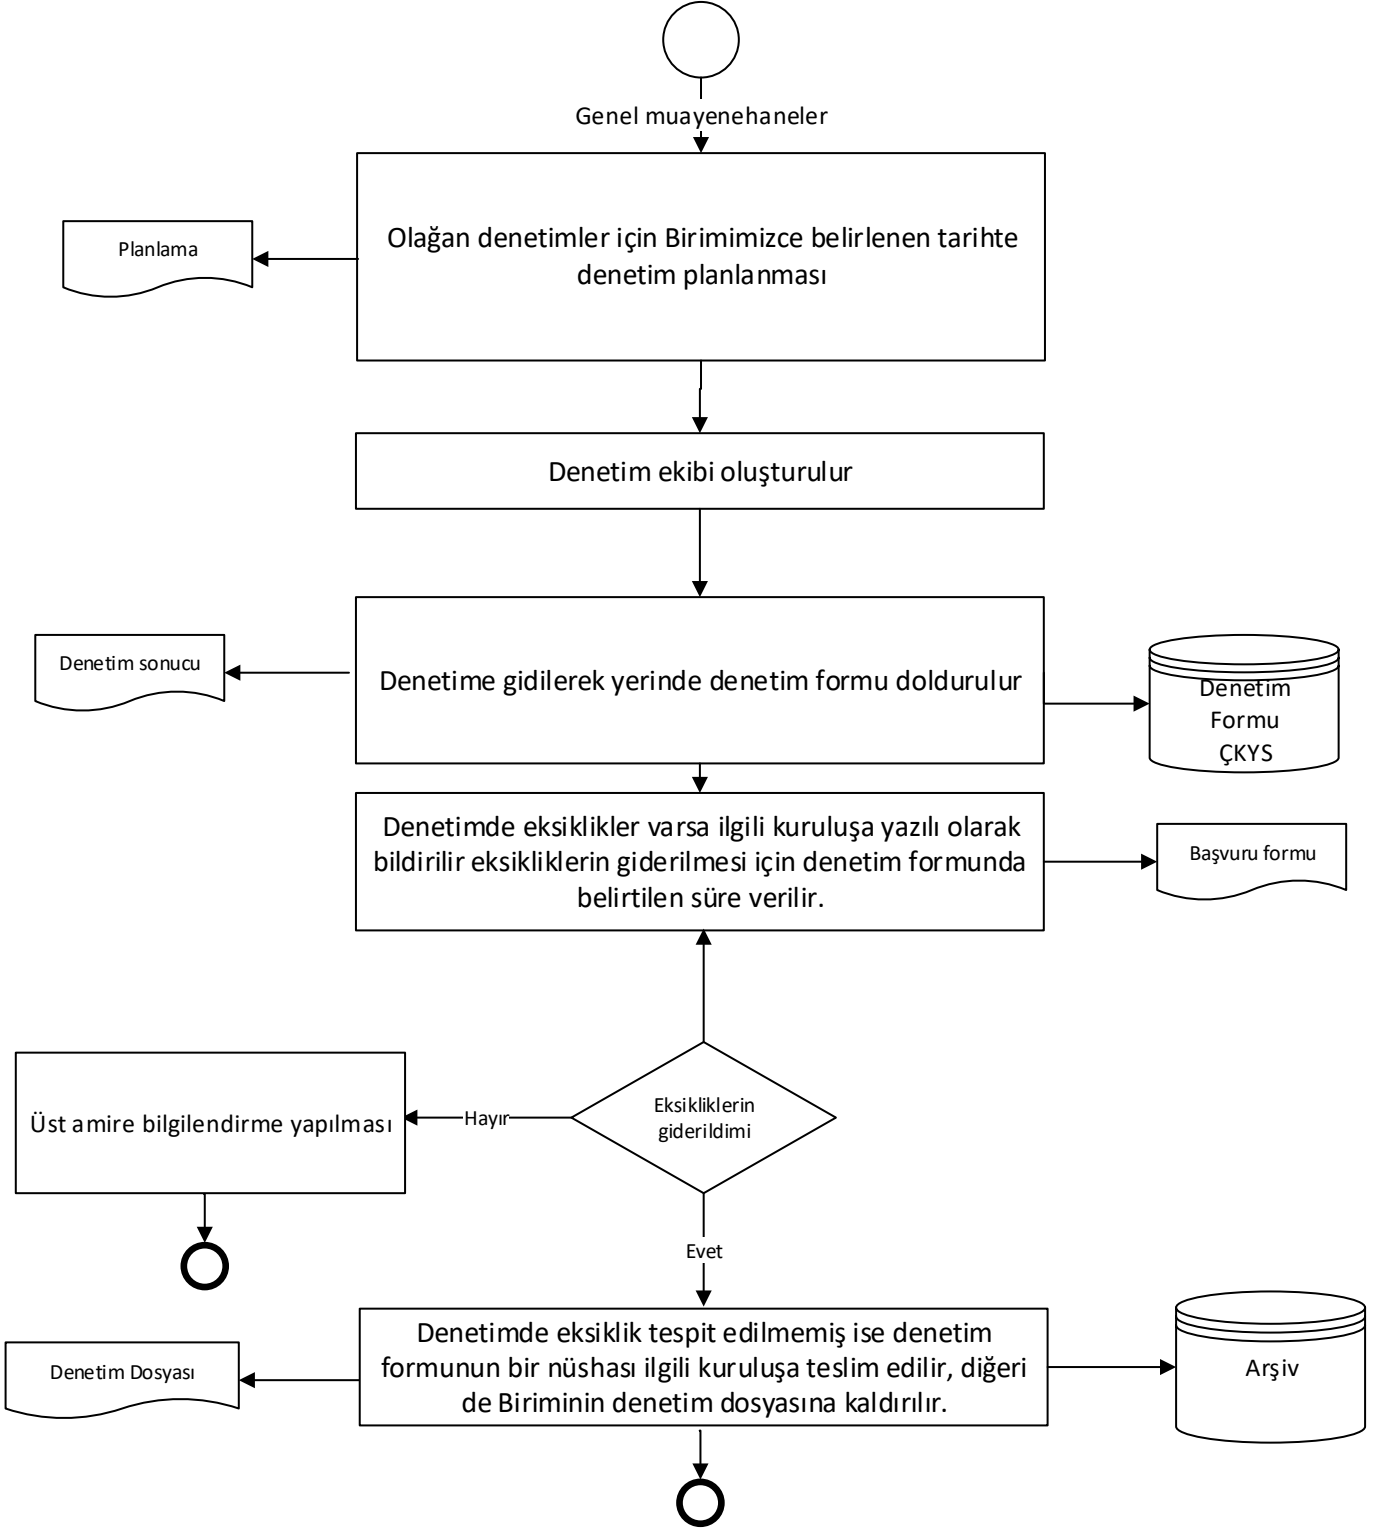 Genel muayenehaneler
Olağan denetimler için Birimimizce belirlenen tarihte
denetim planlanması
Planlama
Denetim ekibi oluşturulur
Denetim sonucu
Denetime gidilerek yerinde denetim formu doldurulur
Denetim
Formu
ÇKYS
Denetimde eksiklikler varsa ilgili kuruluşa yazılı olarak
bildirilir eksikliklerin giderilmesi için denetim formunda
belirtilen süre verilir.
Başvuru formu
Eksikliklerin
giderildimi
Hayır
Üst amire bilgilendirme yapılması
Evet
Denetimde eksiklik tespit edilmemiş ise denetim
formunun bir nüshası ilgili kuruluşa teslim edilir, diğeri
de Biriminin denetim dosyasına kaldırılır.
Denetim Dosyası
Arşiv